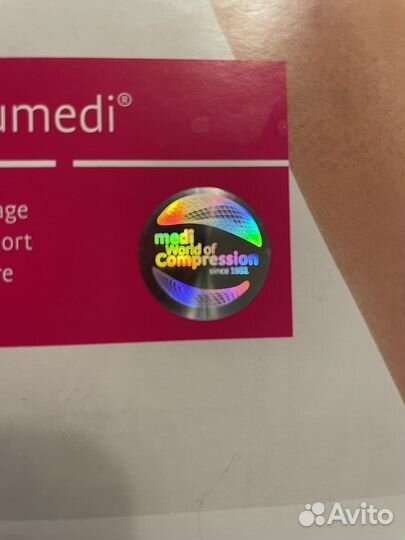 umedi®
age
ort
re
medi
World of
Compression
since 1951
Avito